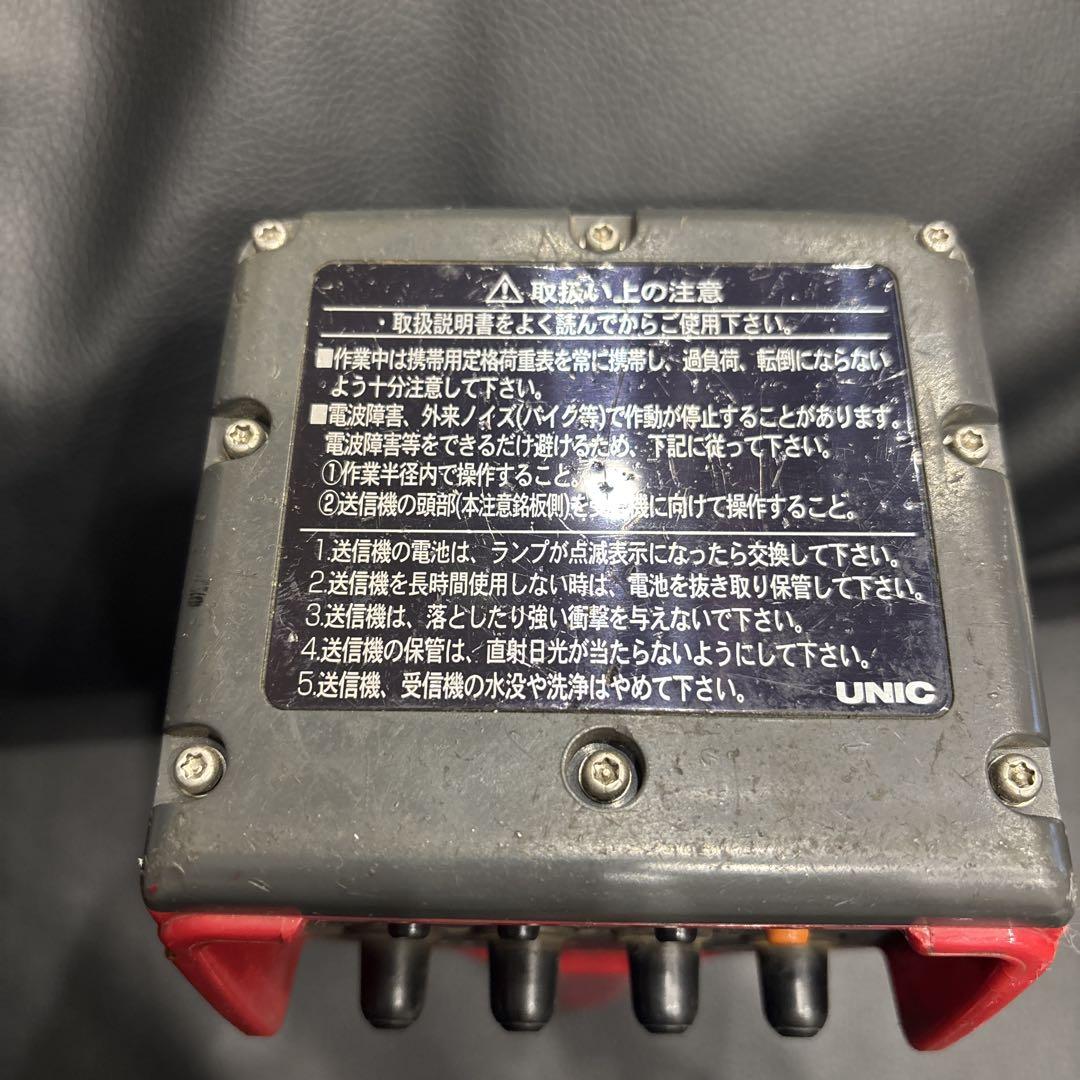 ⚠取扱い上の注意
・取扱説明書をよく読んでからご使用下さい。
■作業中は携帯用定格荷重表を常に携帯し、過負荷、転倒にならない
よう十分注意して下さい。
■電波障害、外来ノイズ(バイク等)で作動が停止することがあります。
電波障害等をできるだけ避けるため、下記に従って下さい。
①作業半径内で操作すること。
②送信機の頭部(本注意銘板側)を受信機に向けて操作すること。
1.送信機の電池は、ランプが点滅表示になったら交換して下さい。
2.送信機を長時間使用しない時は、電池を抜き取り保管して下さい。
3.送信機は、落としたり強い衝撃を与えないで下さい。
4.送信機の保管は、直射日光が当たらないようにして下さい。
5.送信機、受信機の水没や洗浄はやめて下さい。
UNIC